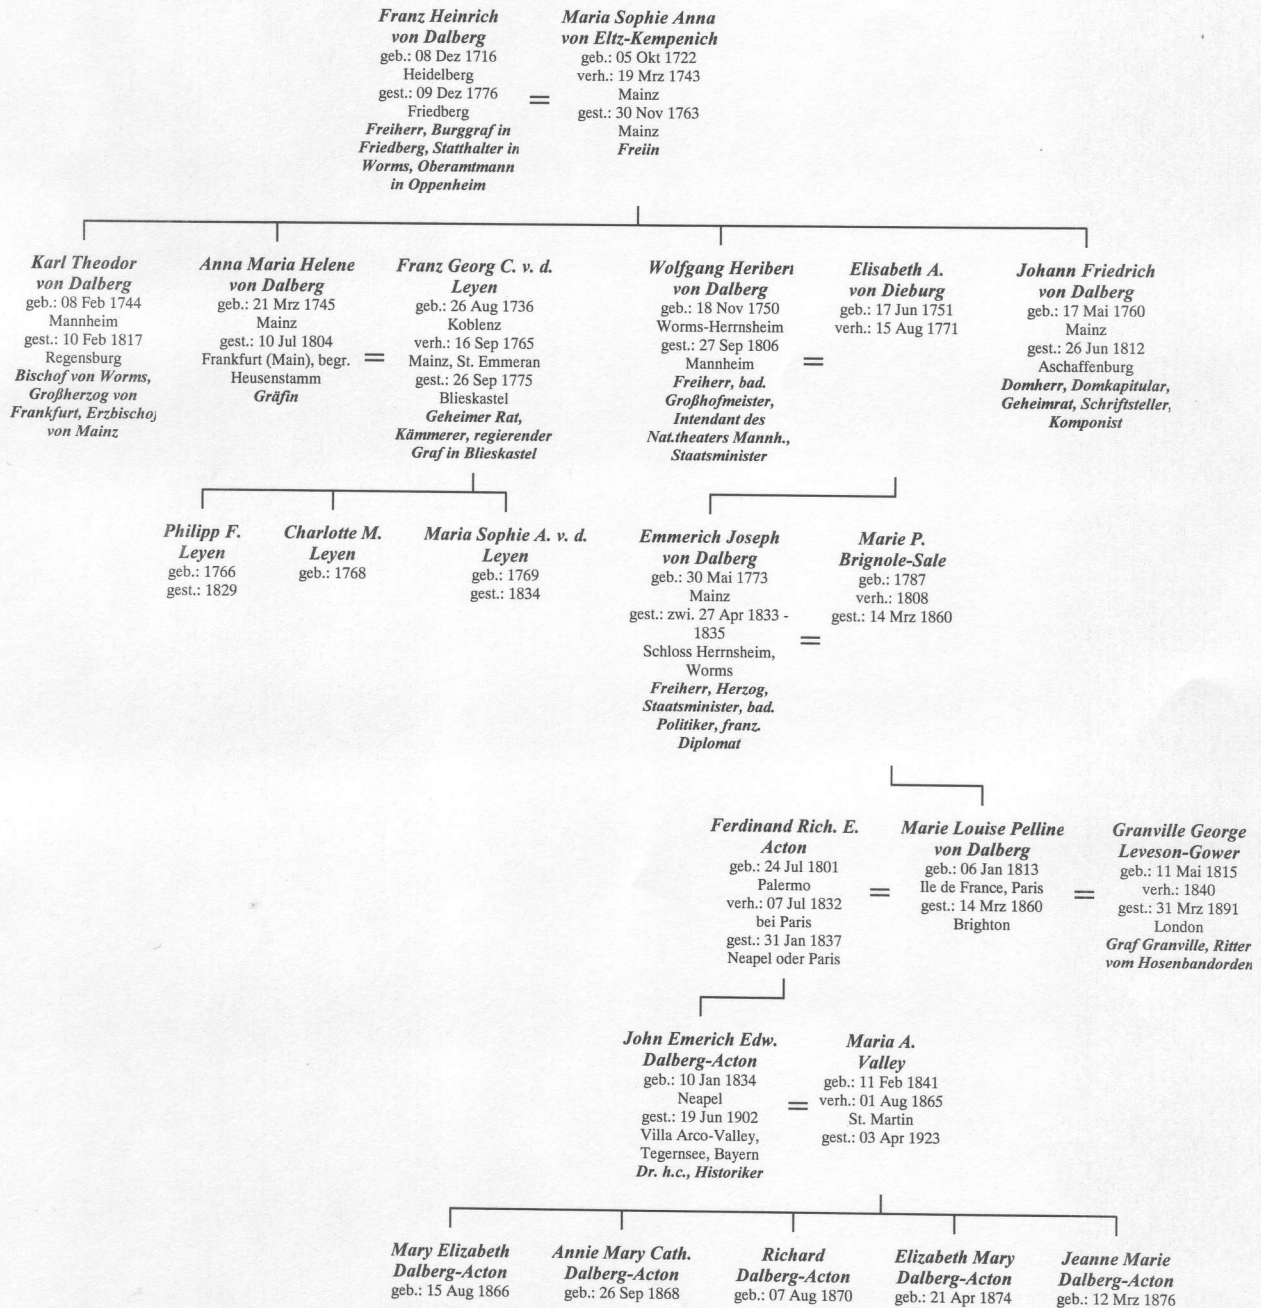 Franz Heinrich
von Dalberg
geb.: 08 Dez 1716
Heidelberg
gest.: 09 Dez 1776
Friedberg
Freiherr, Burggraf in
Friedberg, Statthalter in
Worms, Oberamtmann
in Oppenheim
=
Maria Sophie Anna
von Eltz-Kempenich
geb.: 05 Okt 1722
verh.: 19 Mrz 1743
Mainz
gest.: 30 Nov 1763
Mainz
Freiin
Karl Theodor
von Dalberg
geb.: 08 Feb 1744
Mannheim
gest.: 10 Feb 1817
Regensburg
Bischof von Worms,
Großherzog von
Frankfurt, Erzbischof
von Mainz
Anna Maria Helene
von Dalberg
geb.: 21 Mrz 1745
Mainz
gest.: 10 Jul 1804
Frankfurt (Main), begr.
Heusenstamm
Gräfin
=
Franz Georg C. v. d.
Leyen
geb.: 26 Aug 1736
Koblenz
verh.: 16 Sep 1765
Mainz, St. Emmeran
gest.: 26 Sep 1775
Blieskastel
Geheimer Rat,
Kämmerer, regierender
Graf in Blieskastel
Wolfgang Heribert
von Dalberg
geb.: 18 Nov 1750
Worms-Herrnsheim
gest.: 27 Sep 1806
Mannheim
Freiherr, bad.
Großhofmeister,
Intendant des
Nat.theaters Mannh.,
Staatsminister
=
Elisabeth A.
von Dieburg
geb.: 17 Jun 1751
verh.: 15 Aug 1771
Johann Friedrich
von Dalberg
geb.: 17 Mai 1760
Mainz
gest.: 26 Jun 1812
Aschaffenburg
Domherr, Domkapitular,
Geheimrat, Schriftsteller,
Komponist
Philipp F.
Leyen
geb.: 1766
gest.: 1829
Charlotte M.
Leyen
geb.: 1768
Maria Sophie A. v. d.
Leyen
geb.: 1769
gest.: 1834
Emmerich Joseph
von Dalberg
geb.: 30 Mai 1773
Mainz
gest.: zwi. 27 Apr 1833 -
1835
Schloss Herrnsheim,
Worms
Freiherr, Herzog,
Staatsminister, bad.
Politiker, franz.
Diplomat
=
Marie P.
Brignole-Sale
geb.: 1787
verh.: 1808
gest.: 14 Mrz 1860
Ferdinand Rich. E.
Acton
geb.: 24 Jul 1801
Palermo
verh.: 07 Jul 1832
bei Paris
gest.: 31 Jan 1837
Neapel oder Paris
=
Marie Louise Pelline
von Dalberg
geb.: 06 Jan 1813
Ile de France, Paris
gest.: 14 Mrz 1860
Brighton
=
Granville George
Leveson-Gower
geb.: 11 Mai 1815
verh.: 1840
gest.: 31 Mrz 1891
London
Graf Granville, Ritter
vom Hosenbandorden
John Emerich Edw.
Dalberg-Acton
geb.: 10 Jan 1834
Neapel
gest.: 19 Jun 1902
Villa Arco-Valley,
Tegernsee, Bayern
Dr. h.c., Historiker
=
Maria A.
Valley
geb.: 11 Feb 1841
verh.: 01 Aug 1865
St. Martin
gest.: 03 Apr 1923
Mary Elizabeth
Dalberg-Acton
geb.: 15 Aug 1866
Annie Mary Cath.
Dalberg-Acton
geb.: 26 Sep 1868
Richard
Dalberg-Acton
geb.: 07 Aug 1870
Elizabeth Mary
Dalberg-Acton
geb.: 21 Apr 1874
Jeanne Marie
Dalberg-Acton
geb.: 12 Mrz 1876